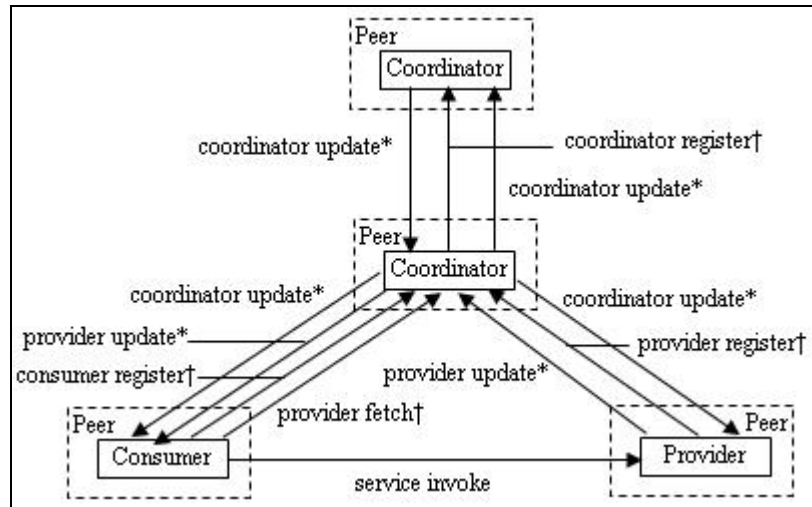 Peer
Coordinator
coordinator update*
coordinator register†
coordinator update*
Peer
Coordinator
coordinator update*
coordinator update*
provider update*
provider register†
consumer register†
provider update*
provider fetch†
Peer
Peer
Consumer
Provider
service invoke